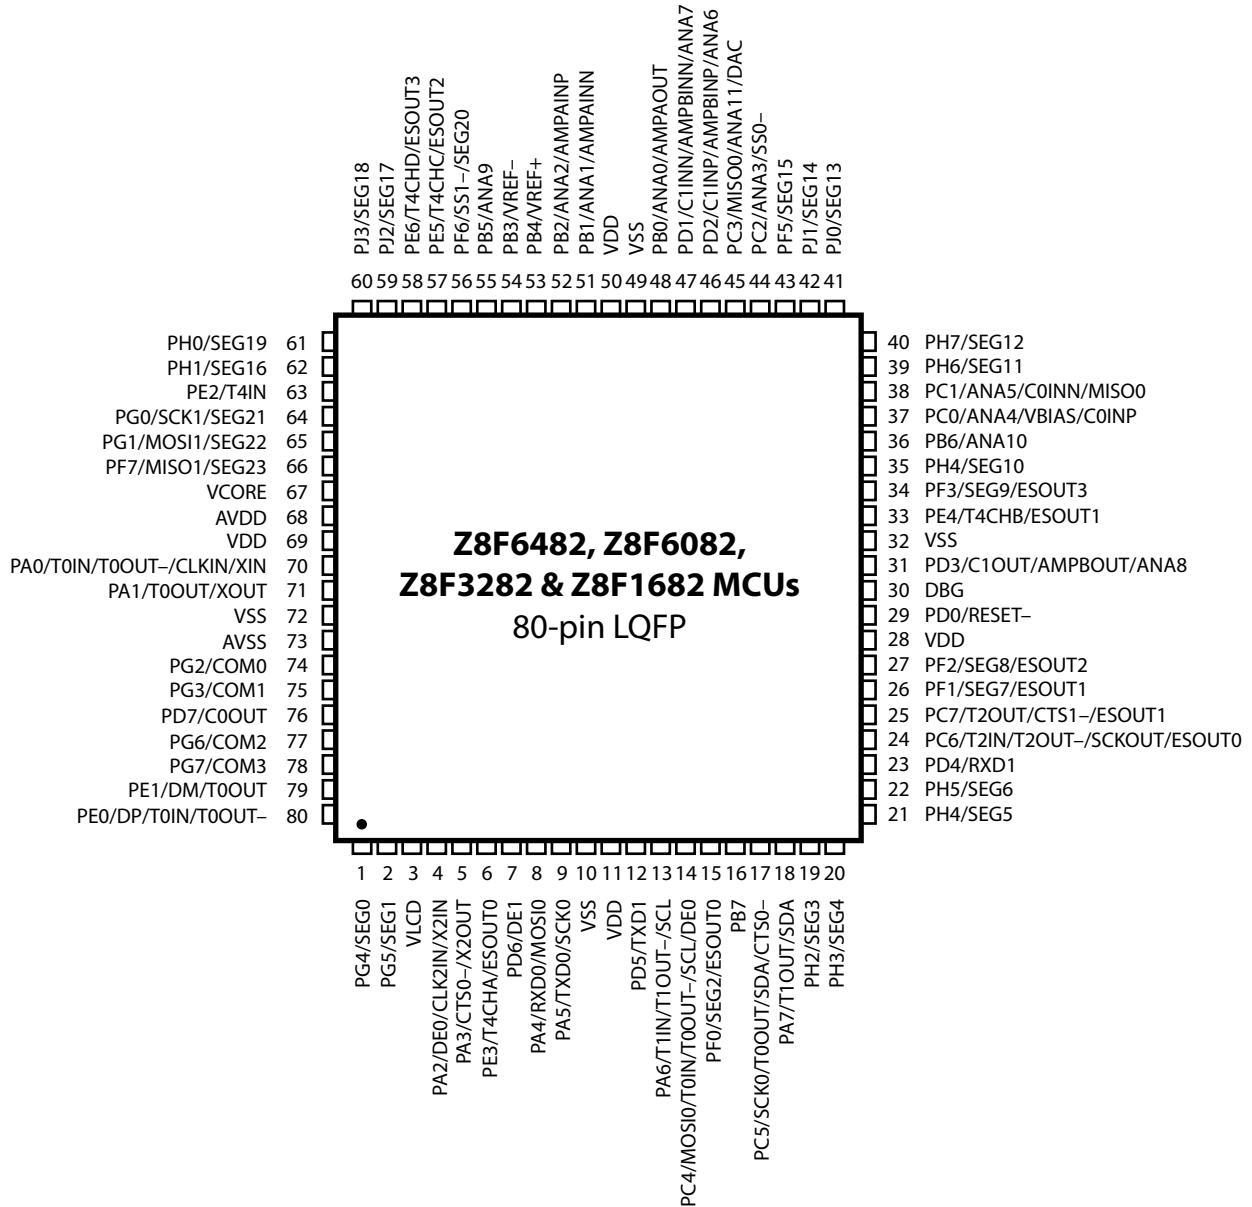 PJ3/SEG18
PJ2/SEG17
PE6/T4CHD/ESOUT3
PE5/T4CHC/ESOUT2
PF6/SS1–/SEG20
PB5/ANA9
PB3/VREF–
PB4/VREF+
PB2/ANA2/AMPAINP
PB1/ANA1/AMPAINN
VDD
VSS
PB0/ANA0/AMPAOUT
PD1/C1INN/AMPBINN/ANA7
PD2/C1INP/AMPBINP/ANA6
PC3/MISO0/ANA11/DAC
PC2/ANA3/SS0–
PF5/SEG15
PJ1/SEG14
PJ0/SEG13
60 59 58 57 56 55 54 53 52 51 50 49 48 47 46 45 44 43 42 41
PH0/SEG19 61
PH1/SEG16 62
PE2/T4IN 63
PG0/SCK1/SEG21 64
PG1/MOSI1/SEG22 65
PF7/MISO1/SEG23 66
VCORE 67
AVDD 68
VDD 69
PA0/T0IN/T0OUT–/CLKIN/XIN 70
PA1/T0OUT/XOUT 71
VSS 72
AVSS 73
PG2/COM0 74
PG3/COM1 75
PD7/C0OUT 76
PG6/COM2 77
PG7/COM3 78
PE1/DM/T0OUT 79
PE0/DP/T0IN/T0OUT– 80
Z8F6482, Z8F6082,
Z8F3282 & Z8F1682 MCUs
80-pin LQFP
40 PH7/SEG12
39 PH6/SEG11
38 PC1/ANA5/C0INN/MISO0
37 PC0/ANA4/VBIAS/C0INP
36 PB6/ANA10
35 PH4/SEG10
34 PF3/SEG9/ESOUT3
33 PE4/T4CHB/ESOUT1
32 VSS
31 PD3/C1OUT/AMPBOUT/ANA8
30 DBG
29 PD0/RESET–
28 VDD
27 PF2/SEG8/ESOUT2
26 PF1/SEG7/ESOUT1
25 PC7/T2OUT/CTS1–/ESOUT1
24 PC6/T2IN/T2OUT–/SCKOUT/ESOUT0
23 PD4/RXD1
22 PH5/SEG6
21 PH4/SEG5
1 2 3 4 5 6 7 8 9 10 11 12 13 14 15 16 17 18 19 20
PG4/SEG0
PG5/SEG1
VLCD
PA2/DE0/CLK2IN/X2IN
PA3/CTS0–/X2OUT
PE3/T4CHA/ESOUT0
PD6/DE1
PA4/RXD0/MOSI0
PA5/TXD0/SCK0
VSS
VDD
PD5/TXD1
PA6/T1IN/T1OUT–/SCL
PC4/MOSI0/T0IN/T0OUT–/SCL/DE0
PF0/SEG2/ESOUT0
PB7
PC5/SCK0/T0OUT/SDA/CTS0–
PA7/T1OUT/SDA
PH2/SEG3
PH3/SEG4